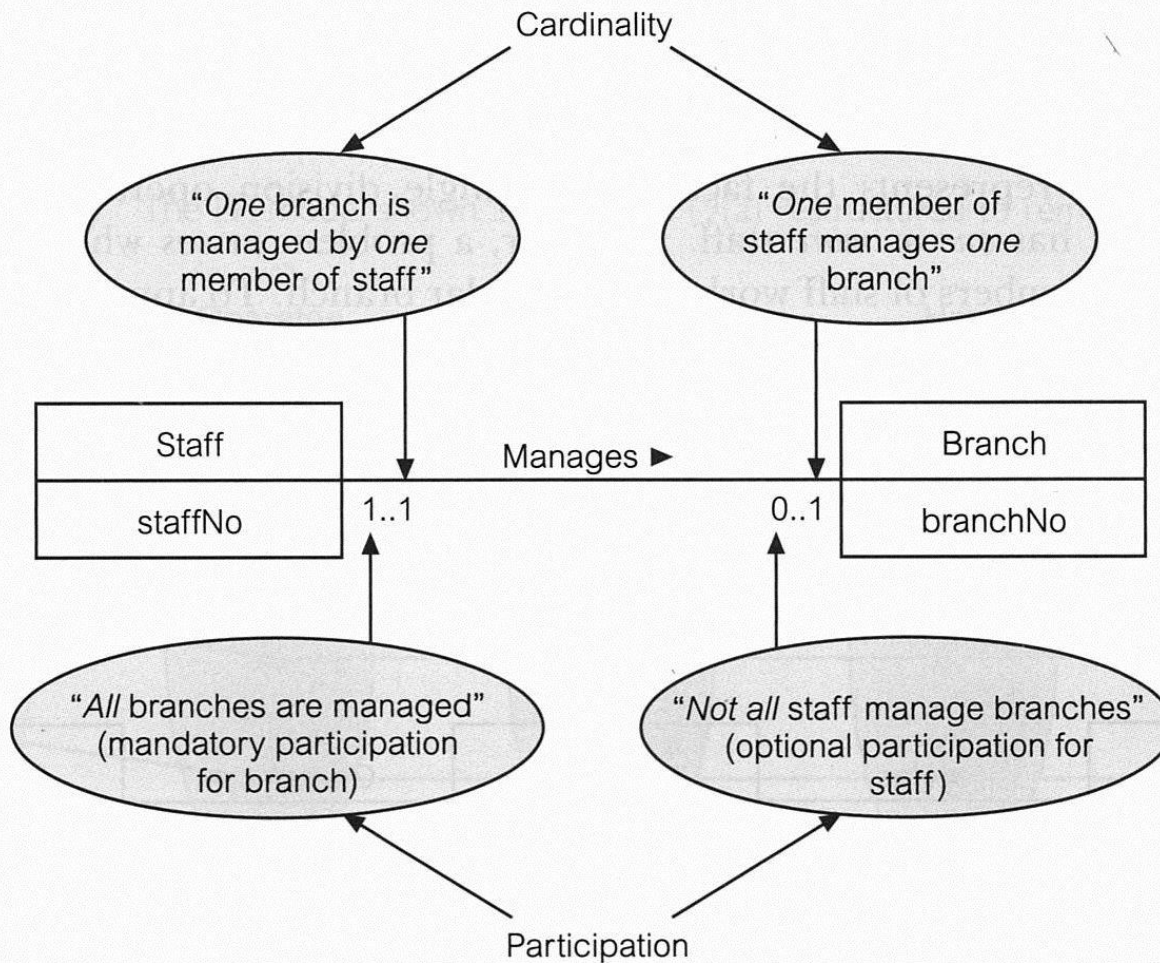 Cardinality
“One branch is
managed by one
member of staff”
“One member of
staff manages one
branch”
Staff
Manages ►
Branch
staffNo
1..1
0..1
branchNo
“All branches are managed”
(mandatory participation
for branch)
“Not all staff manage branches”
(optional participation for
staff)
Participation